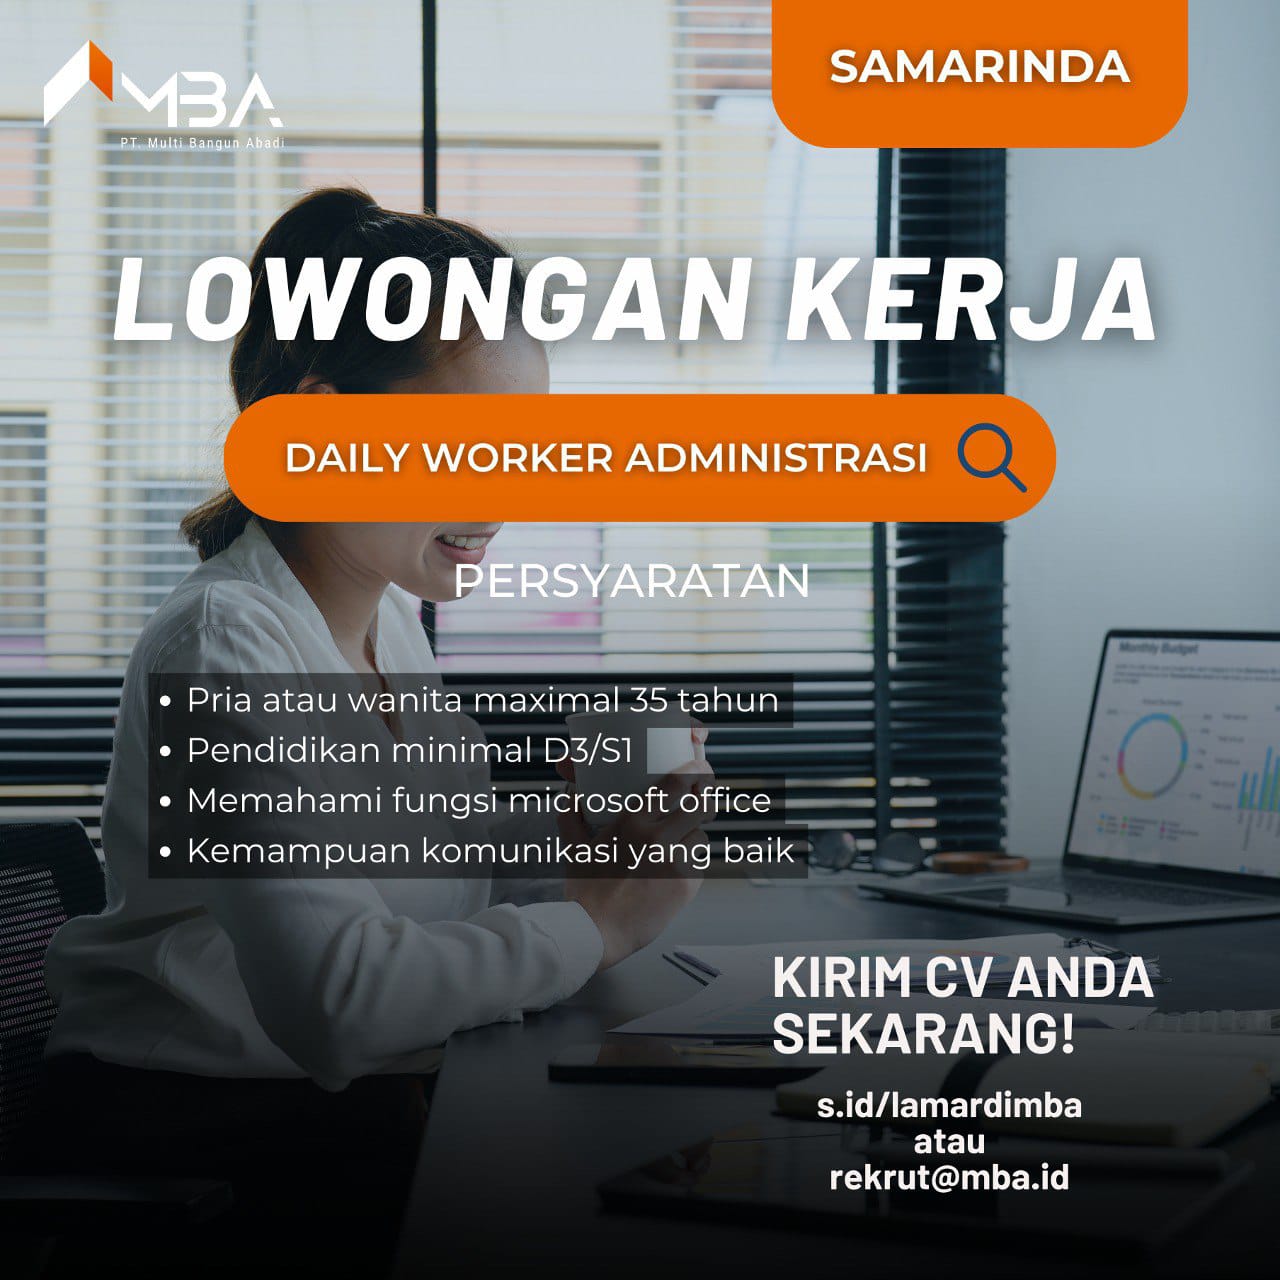 MBA
PT. Multi Bangun Abadi
SAMARINDA
LOWONGAN KERJA
DAILY WORKER ADMINISTRASI
PERSYARATAN
• Pria atau wanita maximal 35 tahun
• Pendidikan minimal D3/S1
• Memahami fungsi microsoft office
• Kemampuan komunikasi yang baik
Monthly Budget
KIRIM CV ANDA
SEKARANG!
s.id/lamardimba
atau
rekrut@mba.id